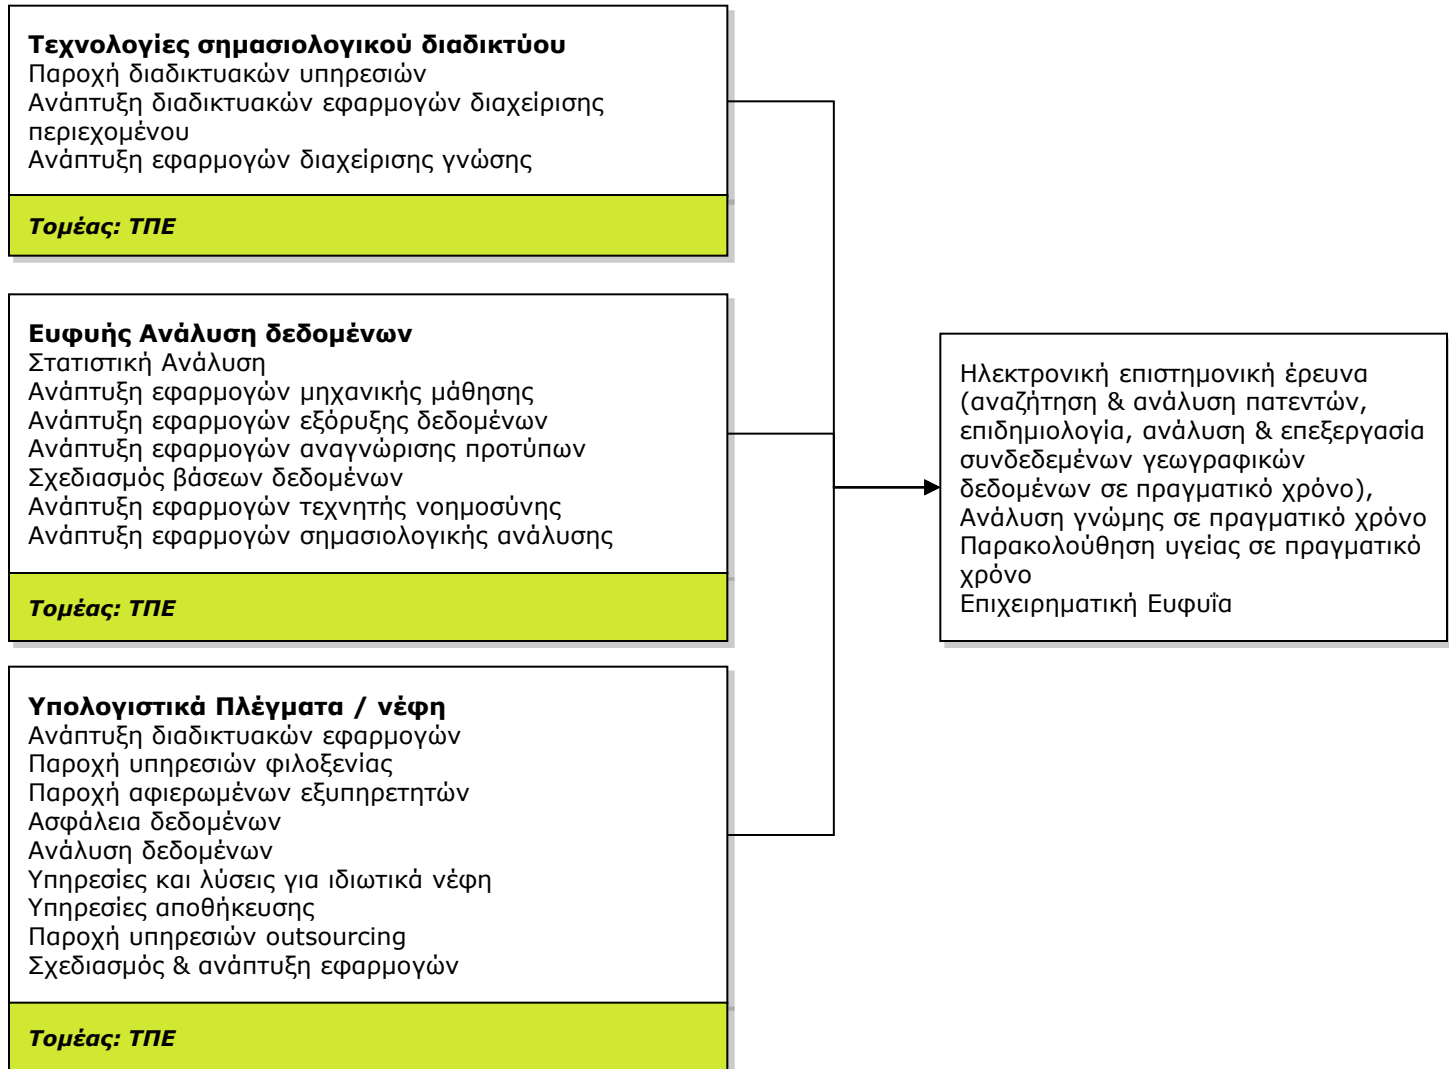 Τεχνολογίες σημασιολογικού διαδικτύου
Παροχή διαδικτυακών υπηρεσιών
Ανάπτυξη διαδικτυακών εφαρμογών διαχείρισης
περιεχομένου
Ανάπτυξη εφαρμογών διαχείρισης γνώσης
Τομέας: ΤΠΕ
Ευφυής Ανάλυση δεδομένων
Στατιστική Ανάλυση
Ανάπτυξη εφαρμογών μηχανικής μάθησης
Ανάπτυξη εφαρμογών εξόρυξης δεδομένων
Ανάπτυξη εφαρμογών αναγνώρισης προτύπων
Σχεδιασμός βάσεων δεδομένων
Ανάπτυξη εφαρμογών τεχνητής νοημοσύνης
Ανάπτυξη εφαρμογών σημασιολογικής ανάλυσης
Τομέας: ΤΠΕ
Υπολογιστικά Πλέγματα / νέφη
Ανάπτυξη διαδικτυακών εφαρμογών
Παροχή υπηρεσιών φιλοξενίας
Παροχή αφιερωμένων εξυπηρετητών
Ασφάλεια δεδομένων
Ανάλυση δεδομένων
Υπηρεσίες και λύσεις για ιδιωτικά νέφη
Υπηρεσίες αποθήκευσης
Παροχή υπηρεσιών outsourcing
Σχεδιασμός & ανάπτυξη εφαρμογών
Τομέας: ΤΠΕ
Ηλεκτρονική επιστημονική έρευνα
(αναζήτηση & ανάλυση πατεντών,
επιδημιολογία, ανάλυση & επεξεργασία
συνδεδεμένων γεωγραφικών
δεδομένων σε πραγματικό χρόνο),
Ανάλυση γνώμης σε πραγματικό χρόνο
Παρακολούθηση υγείας σε πραγματικό
χρόνο
Επιχειρηματική Ευφυΐα